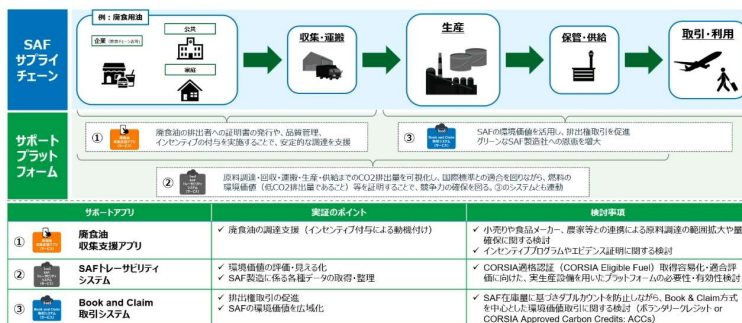 SAF
サプライ
チェーン
例：廃食用油
企業
公共
家庭
収集・運搬
生産
保管・供給
取引・利用
サポート
プラット
フォーム
① 廃食油の排出者への証明書の発行や、品質管理、
インセンティブの付与を実施することで、安定的な調達を支援
③ SAFの環境価値を活用し、排出権取引を促進
グリーンなSAF製造社への恩恵を増大
② 原料調達・回収・運搬・生産・供給までのCO2排出量を可視化し、国際標準との適合を図りながら、燃料の
環境価値（低CO2排出量であること）等を証明することで、競争力の確保を図る。③のシステムとも連動
サポートアプリ 実証のポイント 検討事項
① 廃食油
収集支援アプリ
✓ 廃食油の調達支援（インセンティブ付与による動機付け）
✓ 小売りや食品メーカー、農家等との連携による原料調達の範囲拡大や量
確保に関する検討
✓ インセンティブプログラムやエビデンス証明に関する検討
② SAFトレーサビリティ
システム
✓ 環境価値の評価・見える化
✓ SAF製造に係る各種データの取得・整理
✓ CORSIA適格認証（CORSIA Eligible Fuel）取得容易化・適合評
価に向けた、実生産設備を用いたプラットフォームの必要性・有効性検討
③ Book and Claim
取引システム
✓ 排出権取引の促進
✓ SAFの環境価値を広域化
✓ SAF在庫量に基づきダブルカウントを防止しながら、Book & Claim方式
を中心とした環境価値取引に関する検討（ボランタリークレジット or
CORSIA Approved Carbon Credits: ACCs）